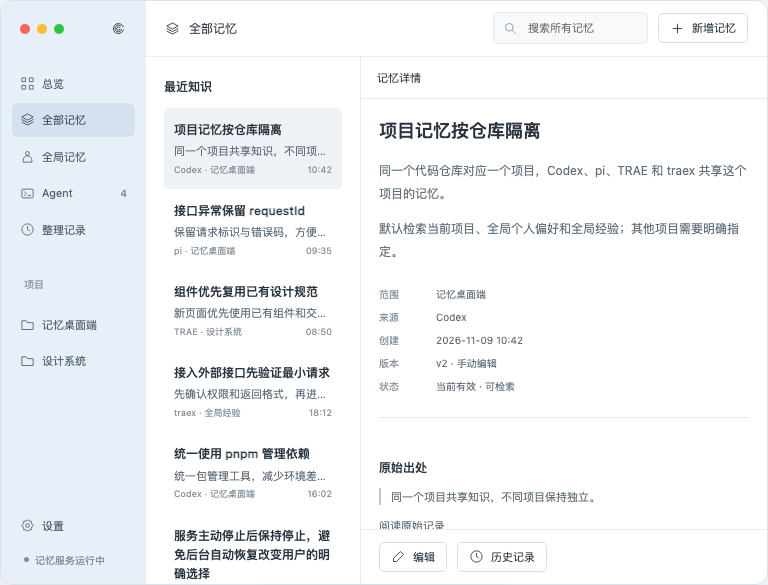 全部记忆
搜索所有记忆
新增记忆
总览
全部记忆
全局记忆
Agent 4
整理记录
项目
记忆桌面端
设计系统
设置
记忆服务运行中
最近知识
项目记忆按仓库隔离
同一个项目共享知识，不同项...
Codex · 记忆桌面端 10:42
接口异常保留 requestId
保留请求标识与错误码，方便...
pi · 记忆桌面端 09:35
组件优先复用已有设计规范
新页面优先使用已有组件和交...
TRAE · 设计系统 08:50
接入外部接口先验证最小请求
先确认权限和返回格式，再进...
traex · 全局经验 18:12
统一使用 pnpm 管理依赖
统一包管理工具，减少环境差...
Codex · 记忆桌面端 16:02
服务主动停止后保持停止，避
免后台自动恢复改变用户的明
确选择
记忆详情
项目记忆按仓库隔离
同一个代码仓库对应一个项目，Codex、pi、TRAE 和 traex 共享这个
项目的记忆。
默认检索当前项目、全局个人偏好和全局经验；其他项目需要明确指
定。
范围 记忆桌面端
来源 Codex
创建 2026-11-09 10:42
版本 v2 · 手动编辑
状态 当前有效 · 可检索
原始出处
同一个项目共享知识，不同项目保持独立。
阅读原始记录
编辑
历史记录